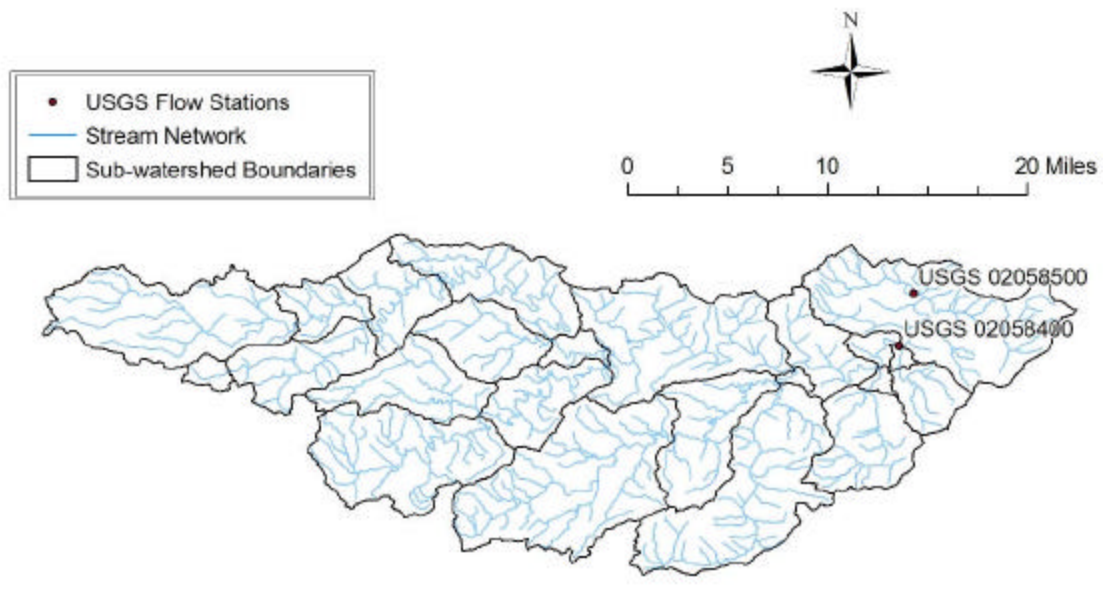 N
USGS Flow Stations
Stream Network
Sub-watershed Boundaries
0 5 10 20 Miles
USGS 02058500
USGS 02058400